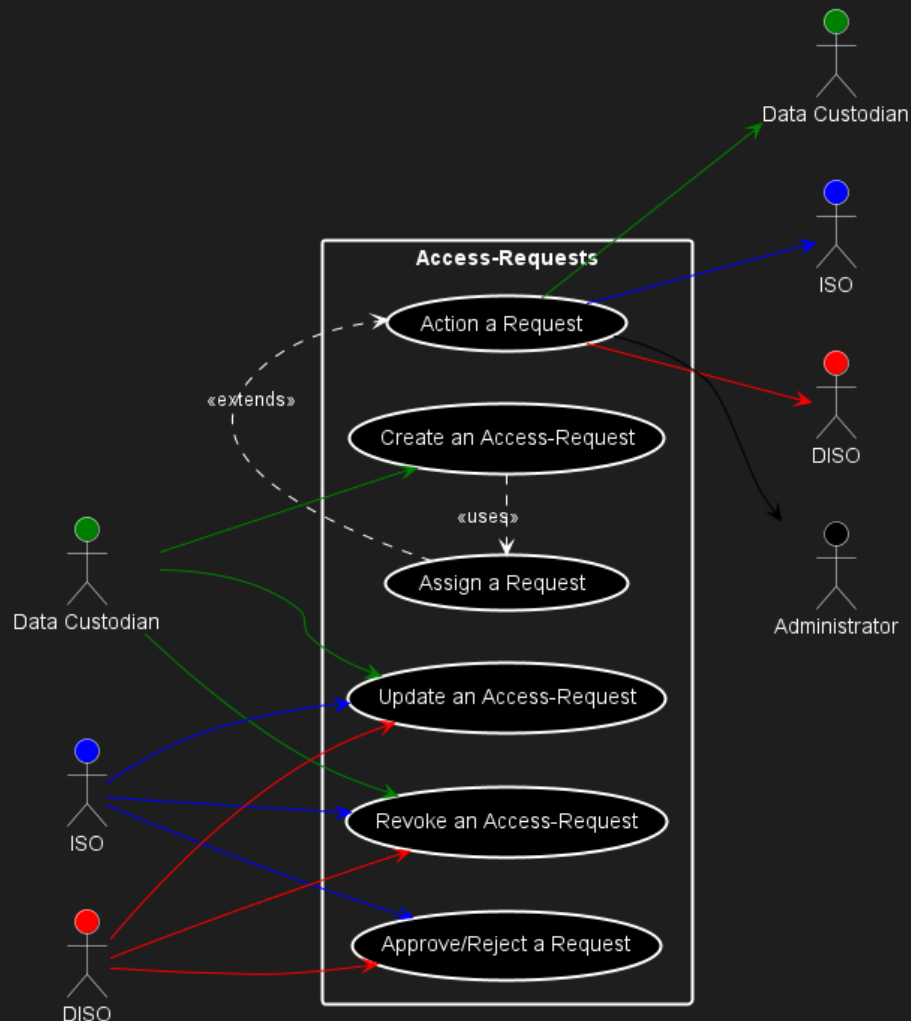 Data Custodian
ISO
Access-Requests
Action a Request
«extends»
Create an Access-Request
DISO
«uses»
Assign a Request
Data Custodian
Administrator
Update an Access-Request
Revoke an Access-Request
ISO
Approve/Reject a Request
DISO